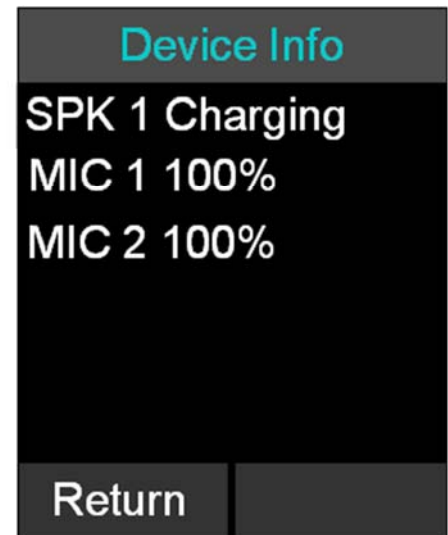 Device Info
SPK 1 Charging
MIC 1 100%
MIC 2 100%
Return